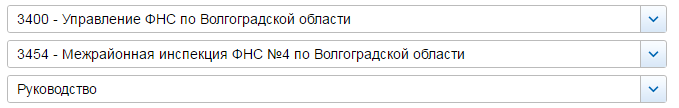 3400 - Управление ФНС по Волгоградской области
3454 - Межрайонная инспекция ФНС №4 по Волгоградской области
Руководство